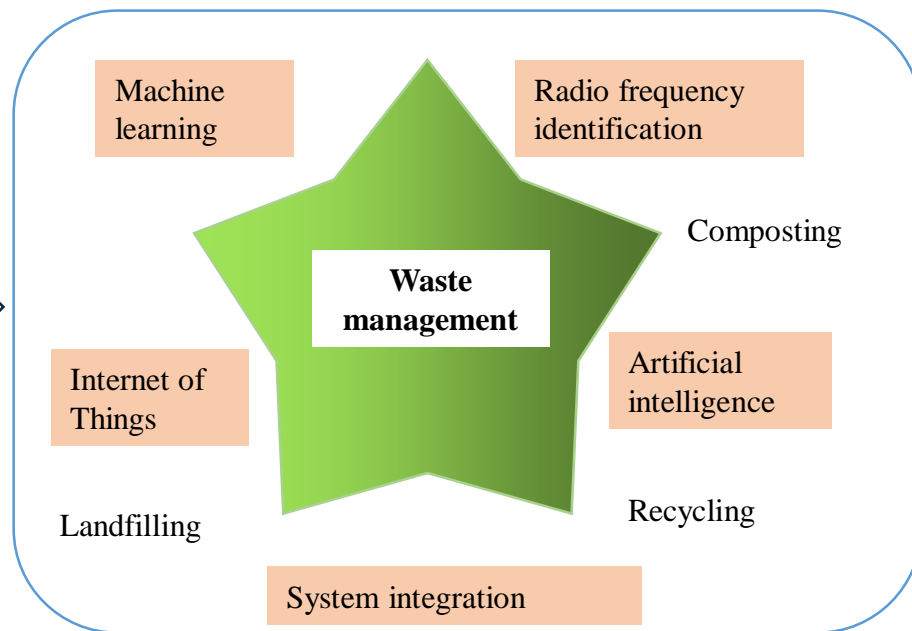 Machine
learning
Radio frequency
identification
Composting
Waste
management
Internet of
Things
Artificial
intelligence
Landfilling
Recycling
System integration